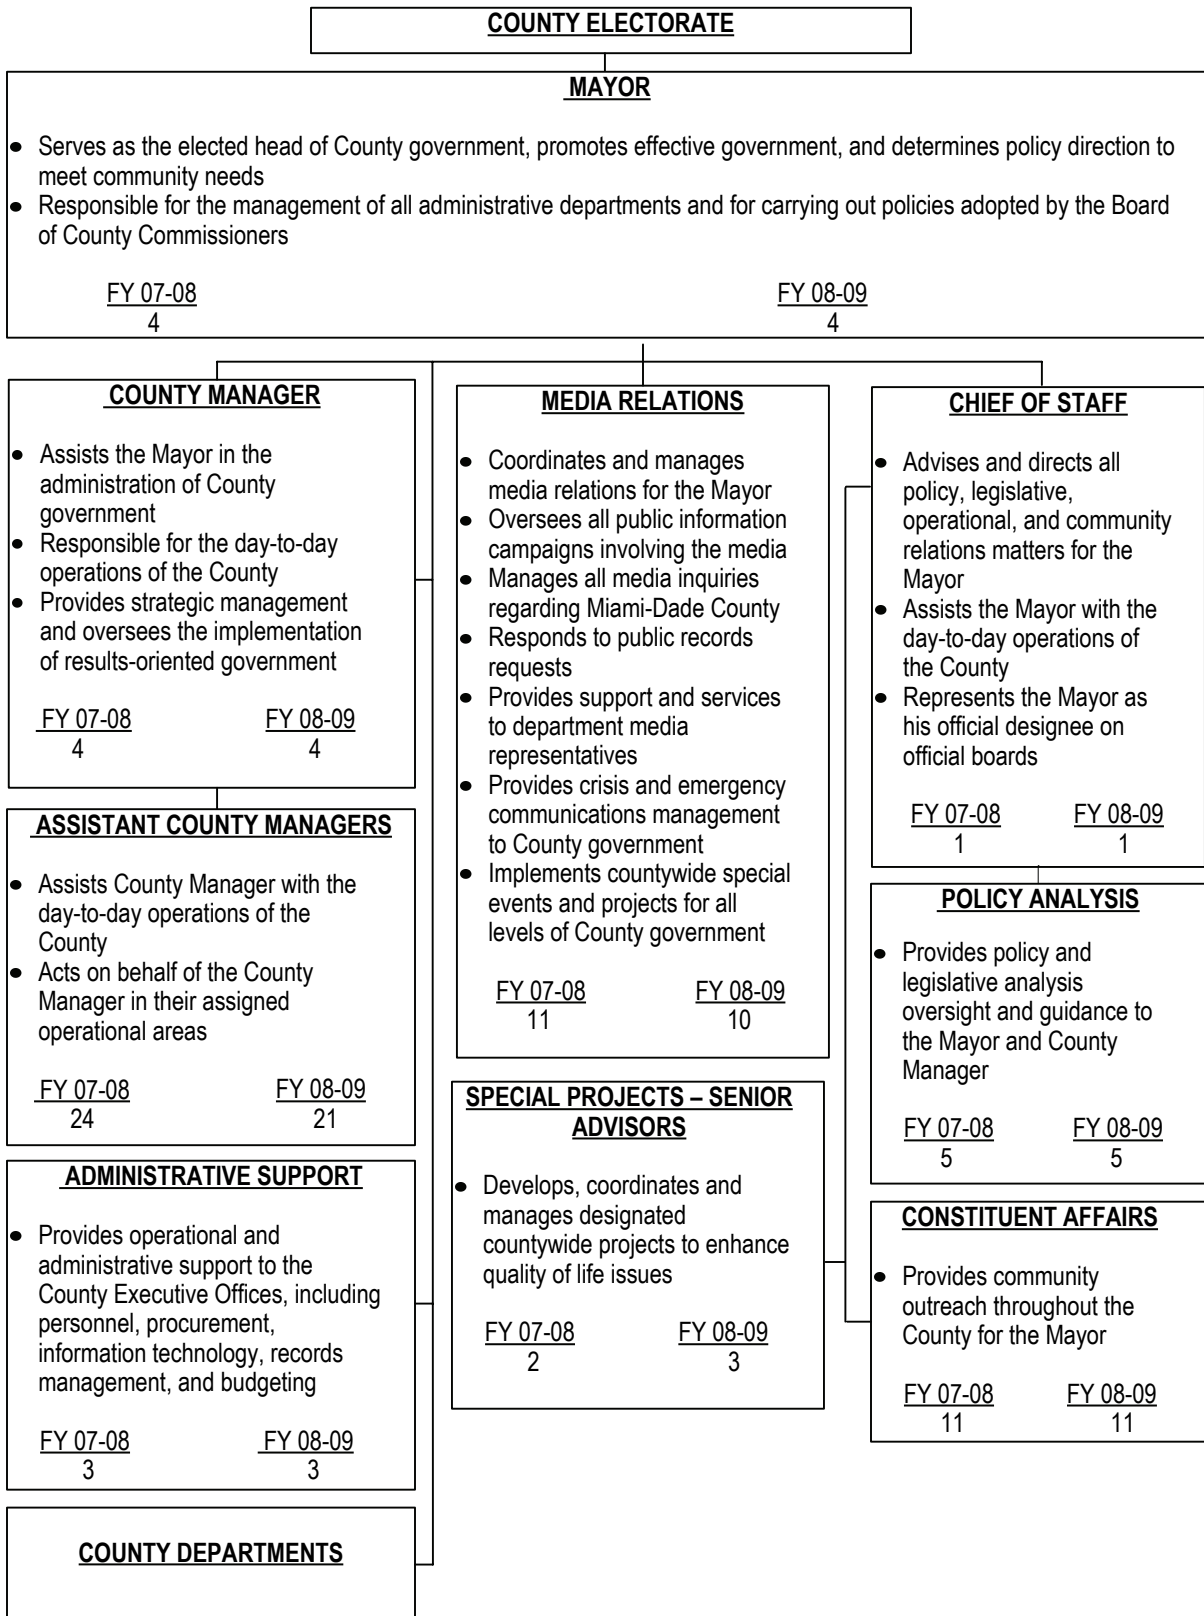 COUNTY ELECTORATE
MAYOR
• Serves as the elected head of County government, promotes effective government, and determines policy direction to
meet community needs
• Responsible for the management of all administrative departments and for carrying out policies adopted by the Board
of County Commissioners
FY 07-08 FY 08-09
4 4
COUNTY MANAGER
• Assists the Mayor in the
administration of County
government
• Responsible for the day-to-day
operations of the County
• Provides strategic management
and oversees the implementation
of results-oriented government
FY 07-08 FY 08-09
4 4
ASSISTANT COUNTY MANAGERS
• Assists County Manager with the
day-to-day operations of the
County
• Acts on behalf of the County
Manager in their assigned
operational areas
FY 07-08 FY 08-09
24 21
ADMINISTRATIVE SUPPORT
• Provides operational and
administrative support to the
County Executive Offices, including
personnel, procurement,
information technology, records
management, and budgeting
FY 07-08 FY 08-09
3 3
COUNTY DEPARTMENTS
MEDIA RELATIONS
• Coordinates and manages
media relations for the Mayor
• Oversees all public information
campaigns involving the media
• Manages all media inquiries
regarding Miami-Dade County
• Responds to public records
requests
• Provides support and services
to department media
representatives
• Provides crisis and emergency
communications management
to County government
• Implements countywide special
events and projects for all
levels of County government
FY 07-08 FY 08-09
11 10
SPECIAL PROJECTS – SENIOR
ADVISORS
• Develops, coordinates and
manages designated
countywide projects to enhance
quality of life issues
FY 07-08 FY 08-09
2 3
CHIEF OF STAFF
• Advises and directs all
policy, legislative,
operational, and community
relations matters for the
Mayor
• Assists the Mayor with the
day-to-day operations of
the County
• Represents the Mayor as
his official designee on
official boards
FY 07-08 FY 08-09
1 1
POLICY ANALYSIS
• Provides policy and
legislative analysis
oversight and guidance to
the Mayor and County
Manager
FY 07-08 FY 08-09
5 5
CONSTITUENT AFFAIRS
• Provides community
outreach throughout the
County for the Mayor
FY 07-08 FY 08-09
11 11